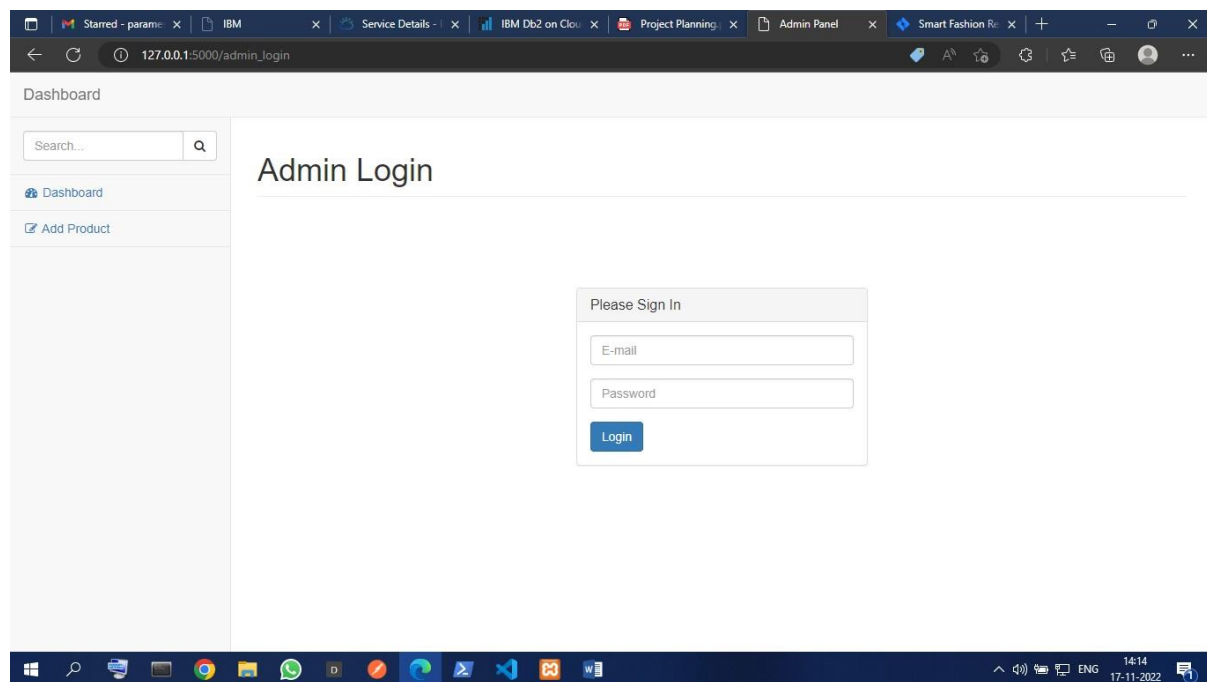 Starred - parame
IBM
Service Details - I
IBM Db2 on Clou
Project Planning.
Admin Panel
Smart Fashion Re
127.0.0.1:5000/admin_login
Dashboard
Search...
Dashboard
Add Product
Admin Login
Please Sign In
E-mail
Password
Login
ENG
14:14
17-11-2022